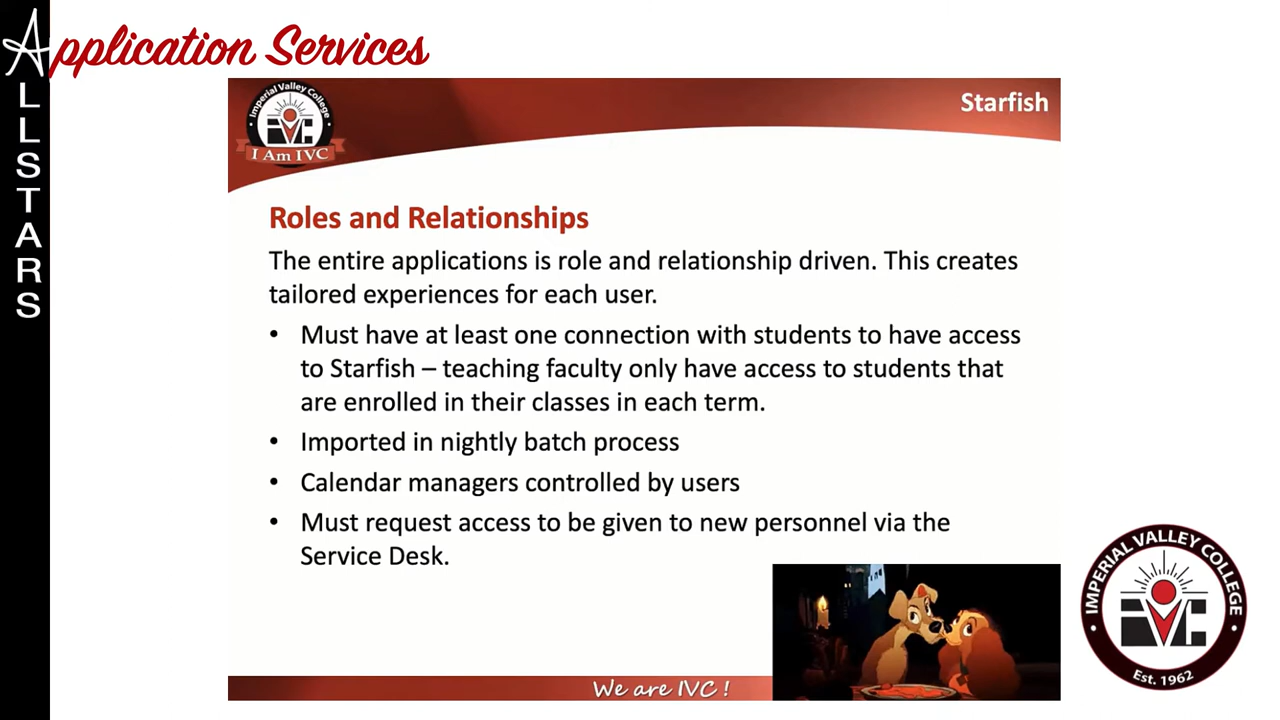 Application Services
ALLSTARS
Imperial Valley College
IVC
I AM IVC
Starfish
Roles and Relationships
The entire applications is role and relationship driven. This creates
tailored experiences for each user.
• Must have at least one connection with students to have access
to Starfish – teaching faculty only have access to students that
are enrolled in their classes in each term.
• Imported in nightly batch process
• Calendar managers controlled by users
• Must request access to be given to new personnel via the
Service Desk.
We are IVC !
IMPERIAL VALLEY COLLEGE
IVC
Est. 1962